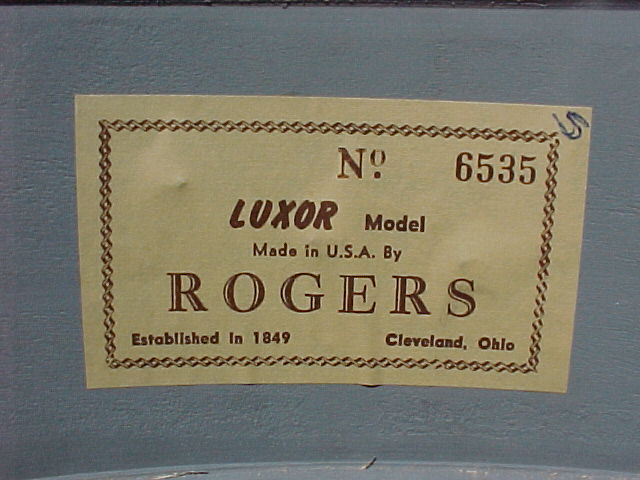 Nº 6535
LUXOR Model
Made in U.S.A. By
ROGERS
Established in 1849 Cleveland, Ohio